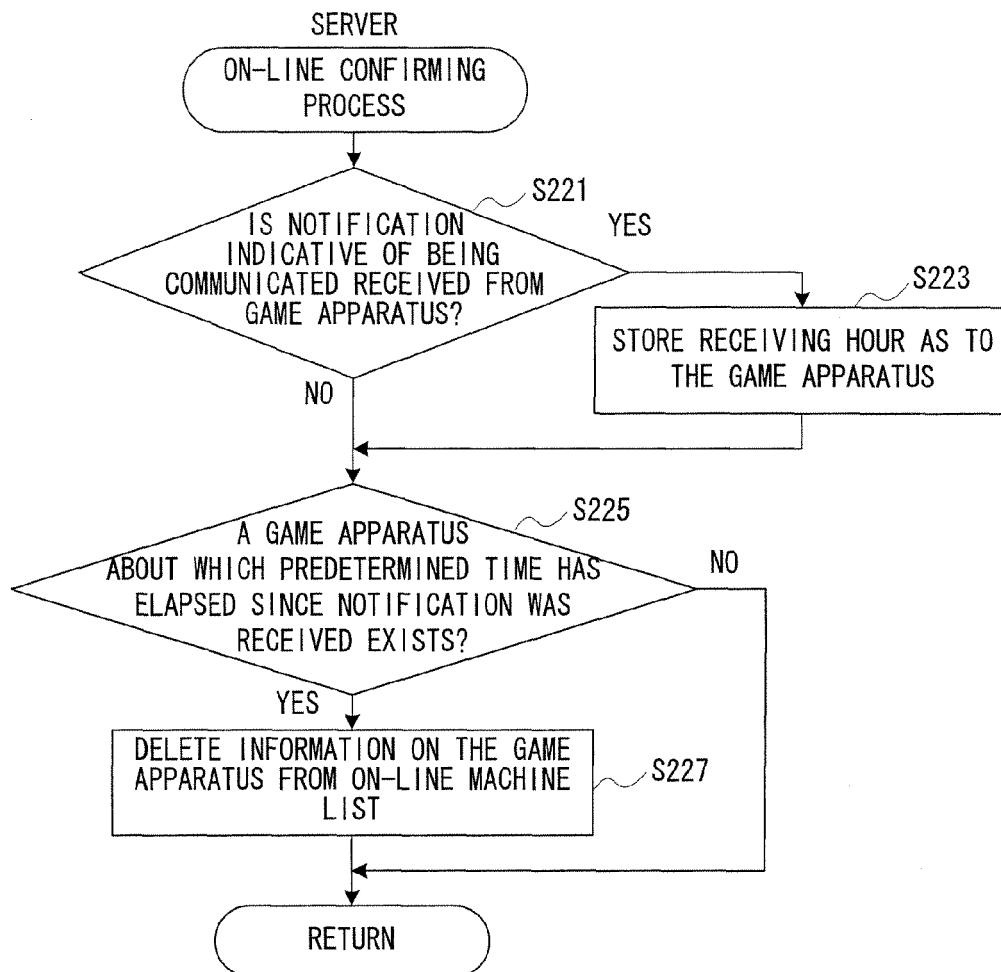 SERVER
ON-LINE CONFIRMING
PROCESS
S221
IS NOTIFICATION
INDICATIVE OF BEING
COMMUNICATED RECEIVED FROM
GAME APPARATUS?
YES
S223
STORE RECEIVING HOUR AS TO
THE GAME APPARATUS
NO
S225
A GAME APPARATUS
ABOUT WHICH PREDETERMINED TIME HAS
ELAPSED SINCE NOTIFICATION WAS
RECEIVED EXISTS?
NO
YES
DELETE INFORMATION ON THE GAME
APPARATUS FROM ON-LINE MACHINE
LIST
S227
RETURN